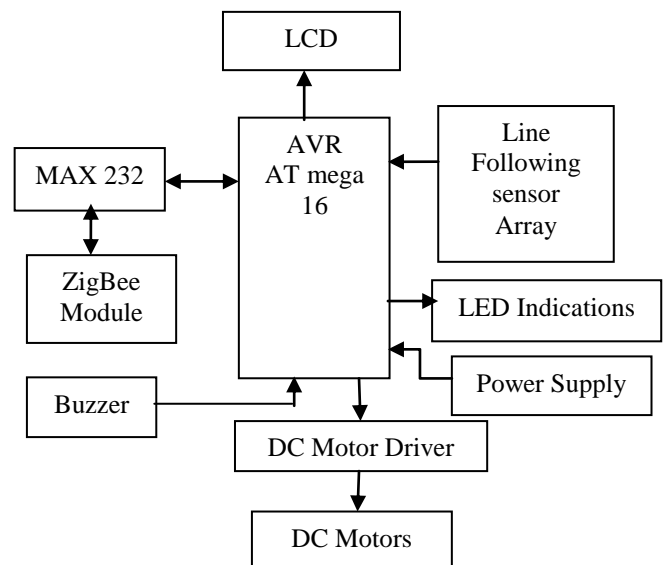 LCD
AVR
AT mega
16
Line
Following
sensor
Array
MAX 232
ZigBee
Module
LED Indications
Power Supply
Buzzer
DC Motor Driver
DC Motors